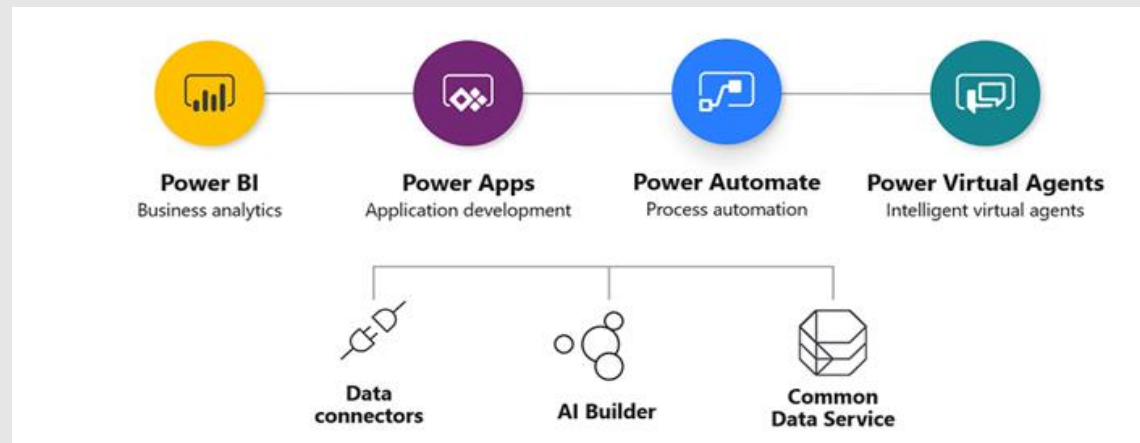 Power BI
Business analytics
Power Apps
Application development
Power Automate
Process automation
Power Virtual Agents
Intelligent virtual agents
Data
connectors
AI Builder
Common
Data Service